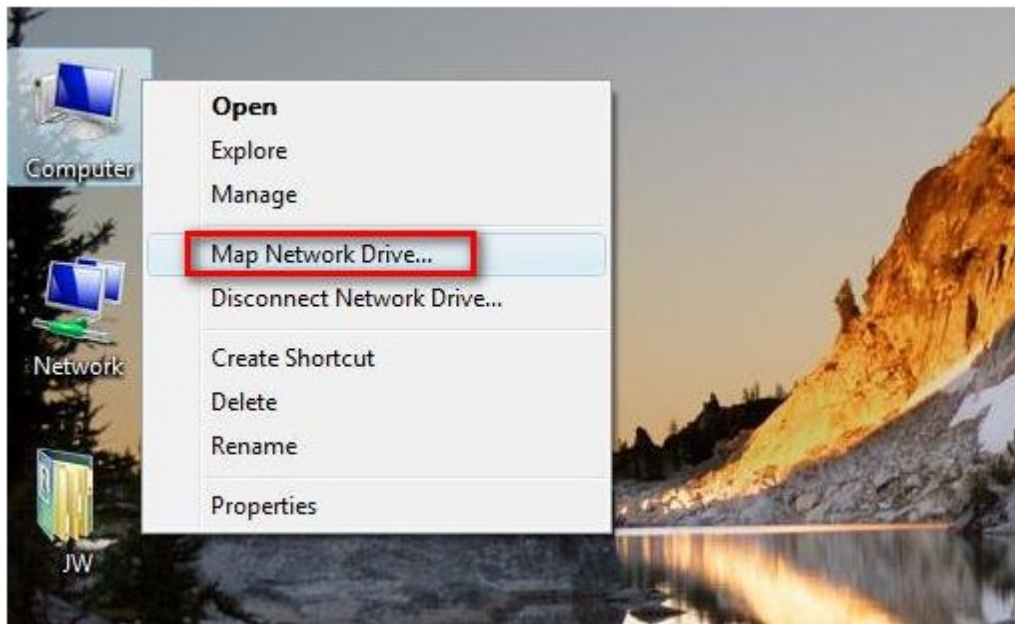 Computer
Open
Explore
Manage
Map Network Drive...
Disconnect Network Drive...
Network
Create Shortcut
Delete
Rename
Properties
JW